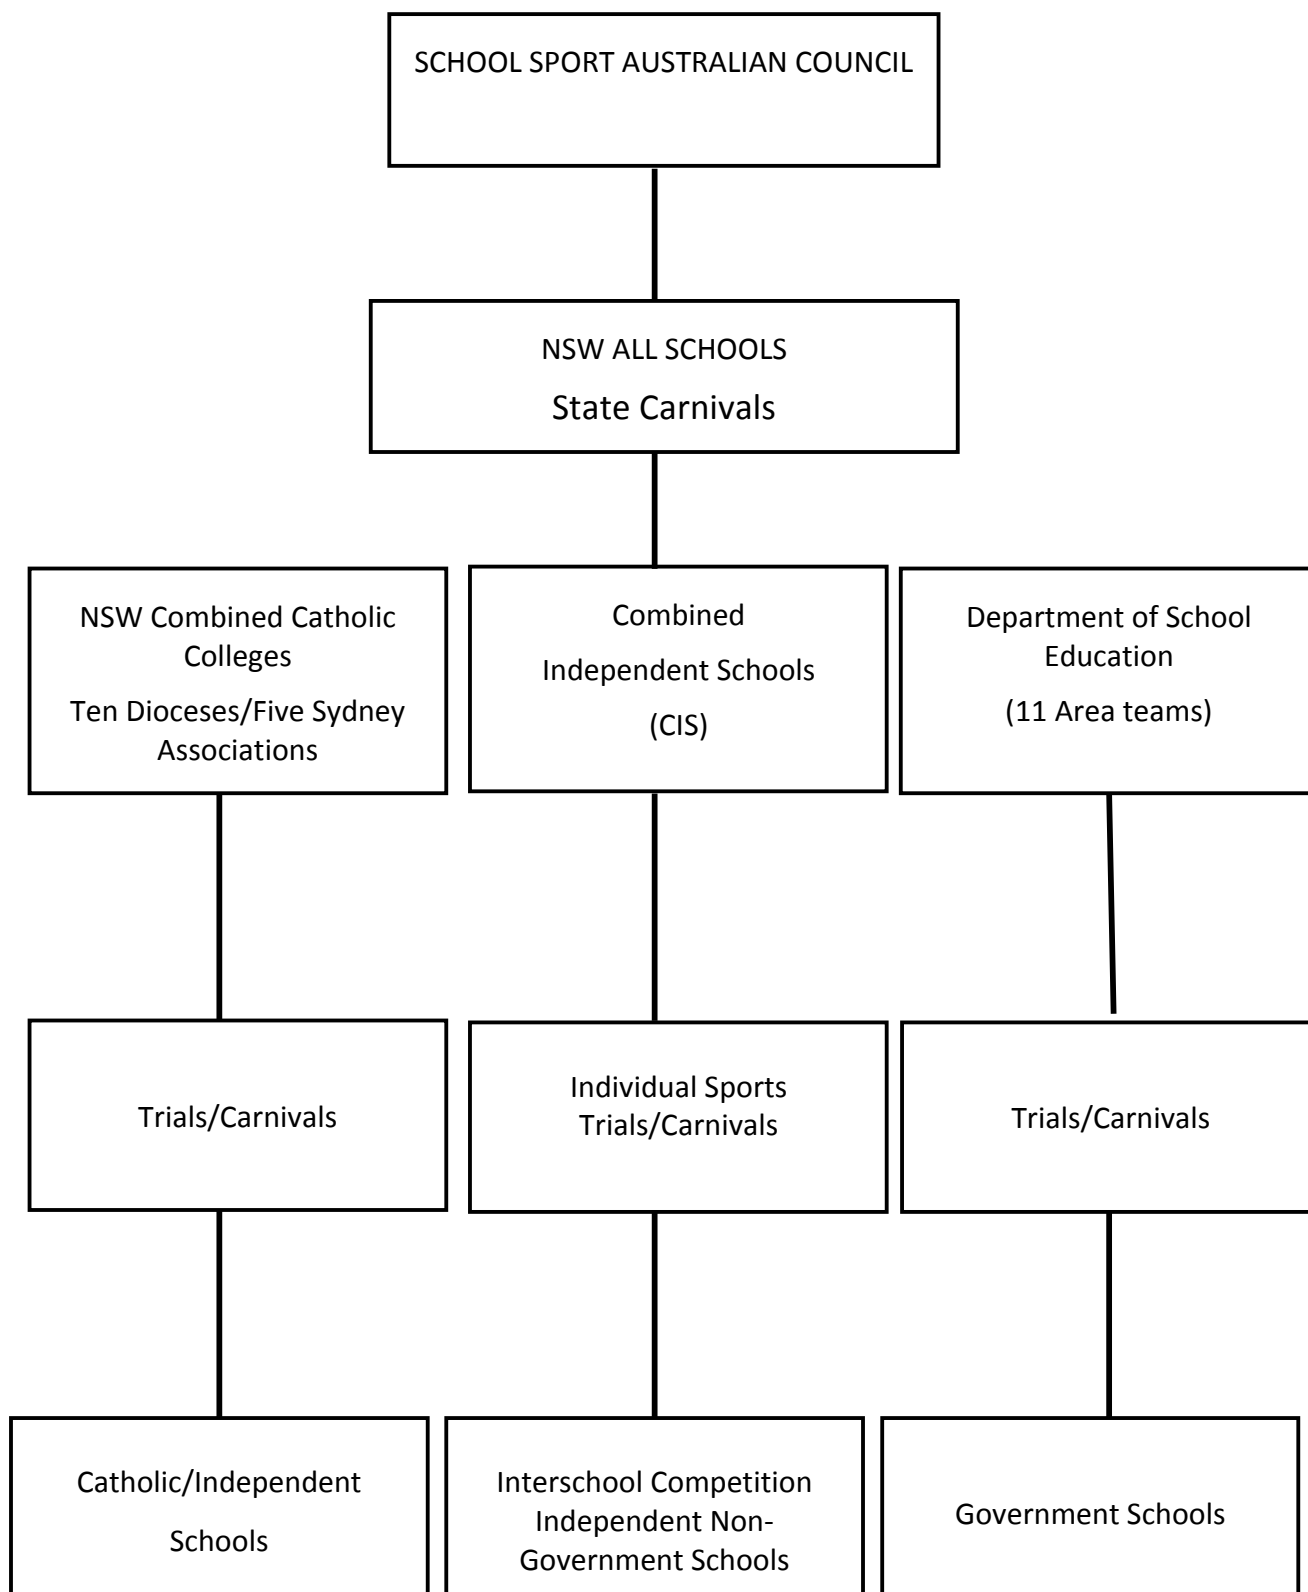 SCHOOL SPORT AUSTRALIAN COUNCIL
NSW ALL SCHOOLS
State Carnivals
NSW Combined Catholic
Colleges
Ten Dioceses/Five Sydney
Associations
Combined
Independent Schools
(CIS)
Department of School
Education
(11 Area teams)
Trials/Carnivals
Individual Sports
Trials/Carnivals
Trials/Carnivals
Catholic/Independent
Schools
Interschool Competition
Independent Non-
Government Schools
Government Schools